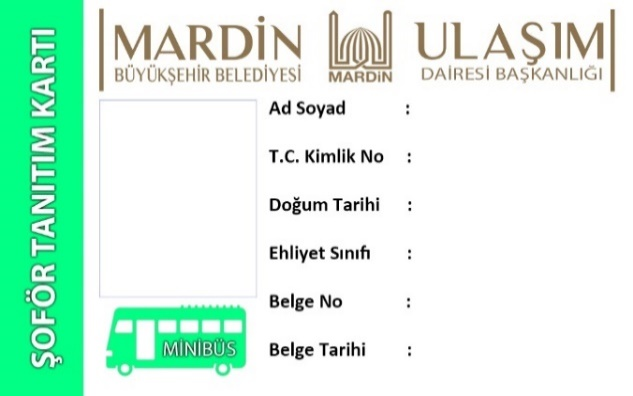 ŞOFÖR TANITIM KARTI
MARDİN
BÜYÜKŞEHİR BELEDİYESİ
MARDİN
ULAŞIM
DAİRESİ BAŞKANLIĞI
Ad Soyad :
T.C. Kimlik No :
Doğum Tarihi :
Ehliyet Sınıfı :
Belge No :
Belge Tarihi :
MİNİBÜS